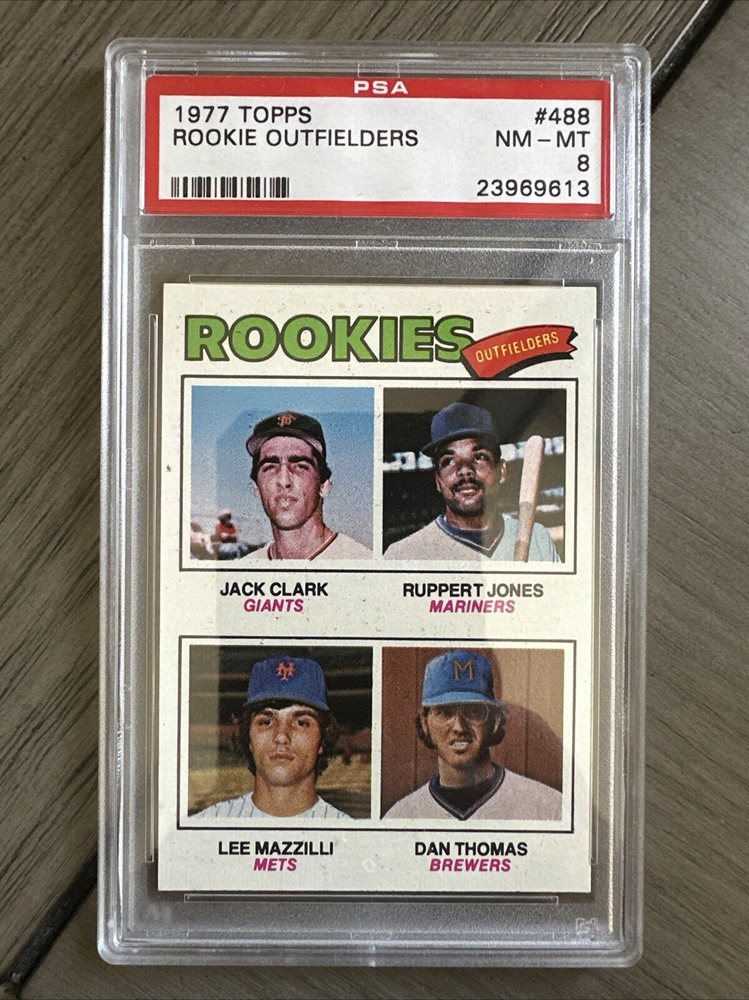 PSA
1977 TOPPS #488
ROOKIE OUTFIELDERS NM - MT
8
23969613
ROOKIES
OUTFIELDERS
JACK CLARK RUPPERT JONES
GIANTS MARINERS
NY
M
LEE MAZZILLI DAN THOMAS
METS BREWERS